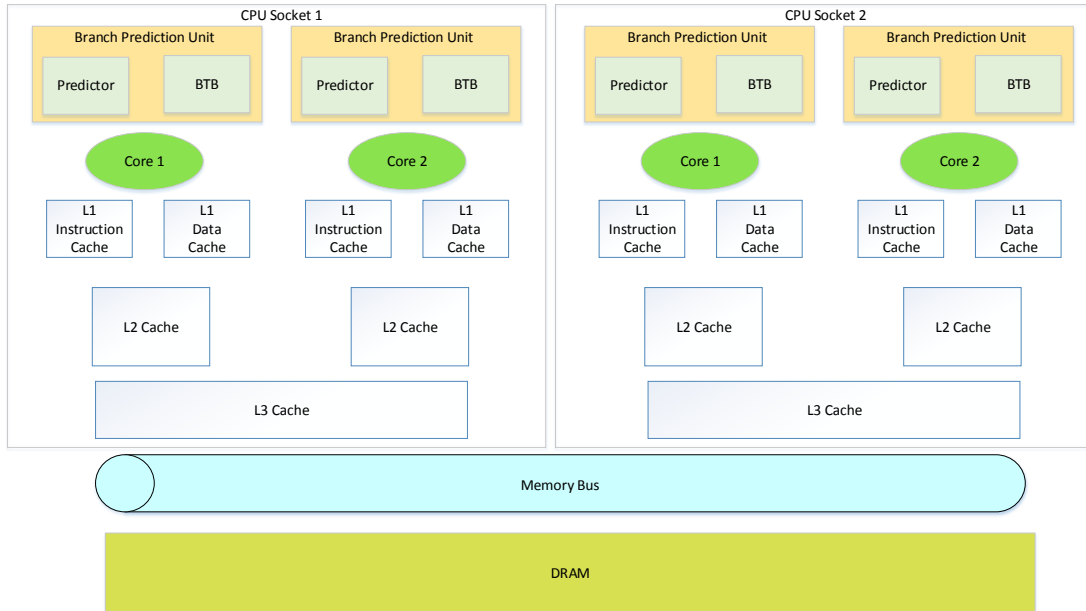 CPU Socket 1
CPU Socket 2
Branch Prediction Unit
Branch Prediction Unit
Branch Prediction Unit
Branch Prediction Unit
Predictor
BTB
Predictor
BTB
Predictor
BTB
Predictor
BTB
Core 1
Core 2
Core 1
Core 2
L1
Instruction
Cache
L1
Data
Cache
L1
Instruction
Cache
L1
Data
Cache
L1
Instruction
Cache
L1
Data
Cache
L1
Instruction
Cache
L1
Data
Cache
L2 Cache
L2 Cache
L2 Cache
L2 Cache
L3 Cache
L3 Cache
Memory Bus
DRAM